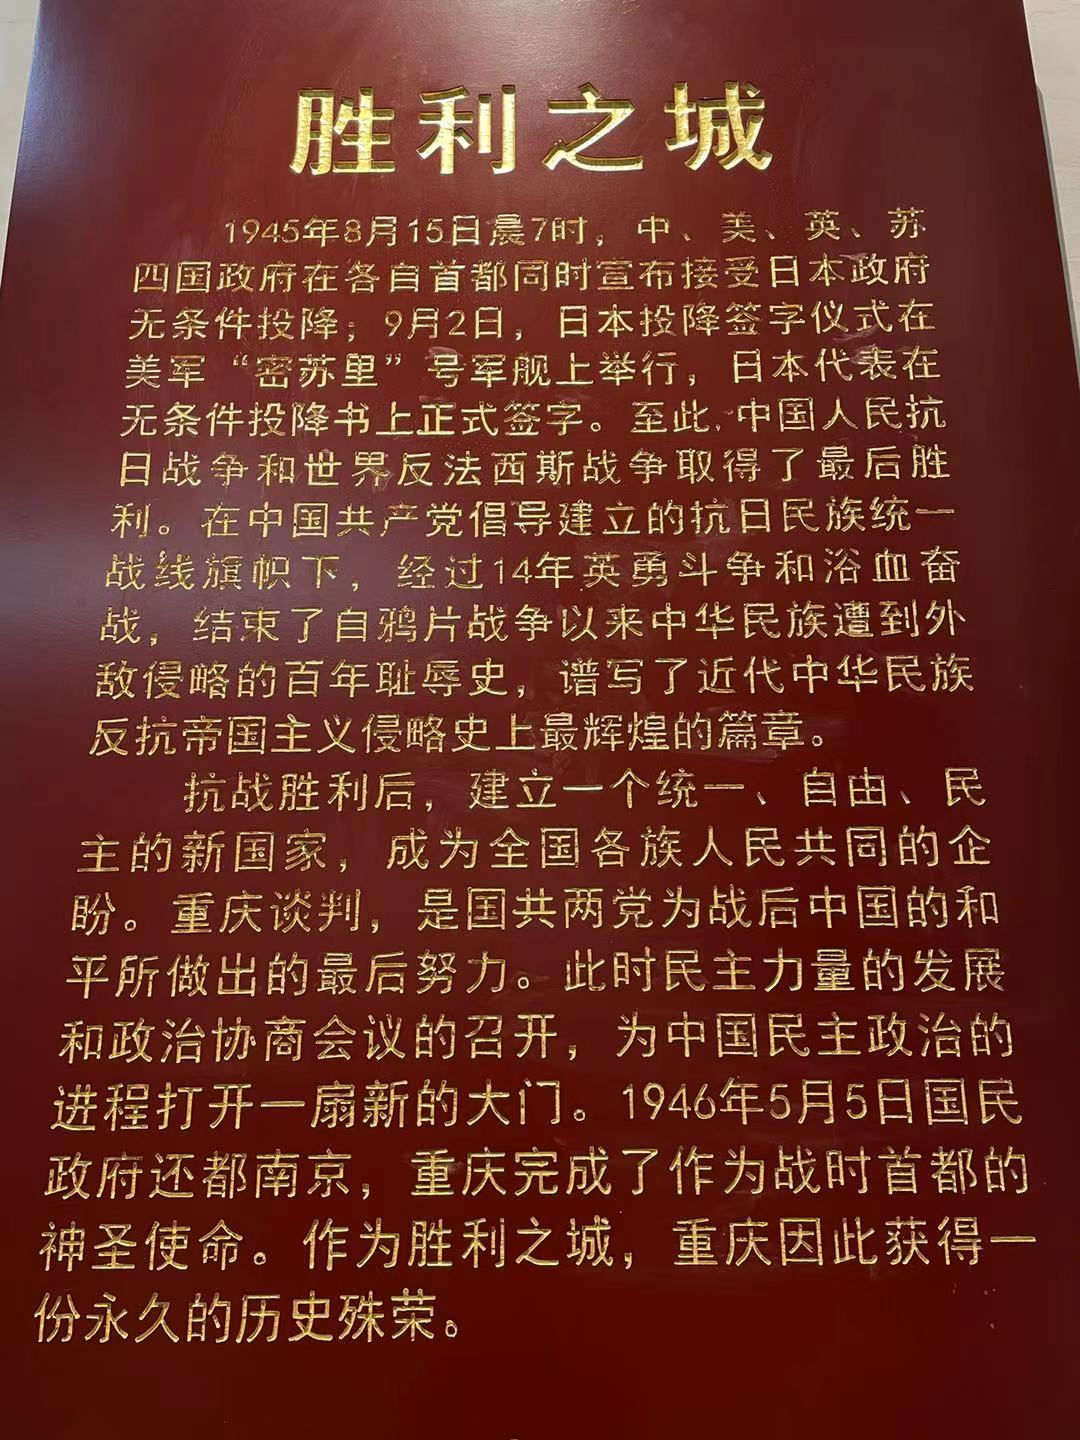 胜利之城
1945年8月15日晨7时，中、美、英、苏
四国政府在各自首都同时宣布接受日本政府
无条件投降；9月2日，日本投降签字仪式在
美军“密苏里”号军舰上举行，日本代表在
无条件投降书上正式签字。至此，中国人民抗
日战争和世界反法西斯战争取得了最后胜
利。在中国共产党倡导建立的抗日民族统一
战线旗帜下，经过14年英勇斗争和浴血奋
战，结束了自鸦片战争以来中华民族遭到外
敌侵略的百年耻辱史，谱写了近代中华民族
反抗帝国主义侵略史上最辉煌的篇章。
抗战胜利后，建立一个统一、自由、民
主的新国家，成为全国各族人民共同的企
盼。重庆谈判，是国共两党为战后中国的和
平所做出的最后努力。此时民主力量的发展
和政治协商会议的召开，为中国民主政治的
进程打开一扇新的大门。1946年5月5日国民
政府还都南京，重庆完成了作为战时首都的
神圣使命。作为胜利之城，重庆因此获得一
份永久的历史殊荣。